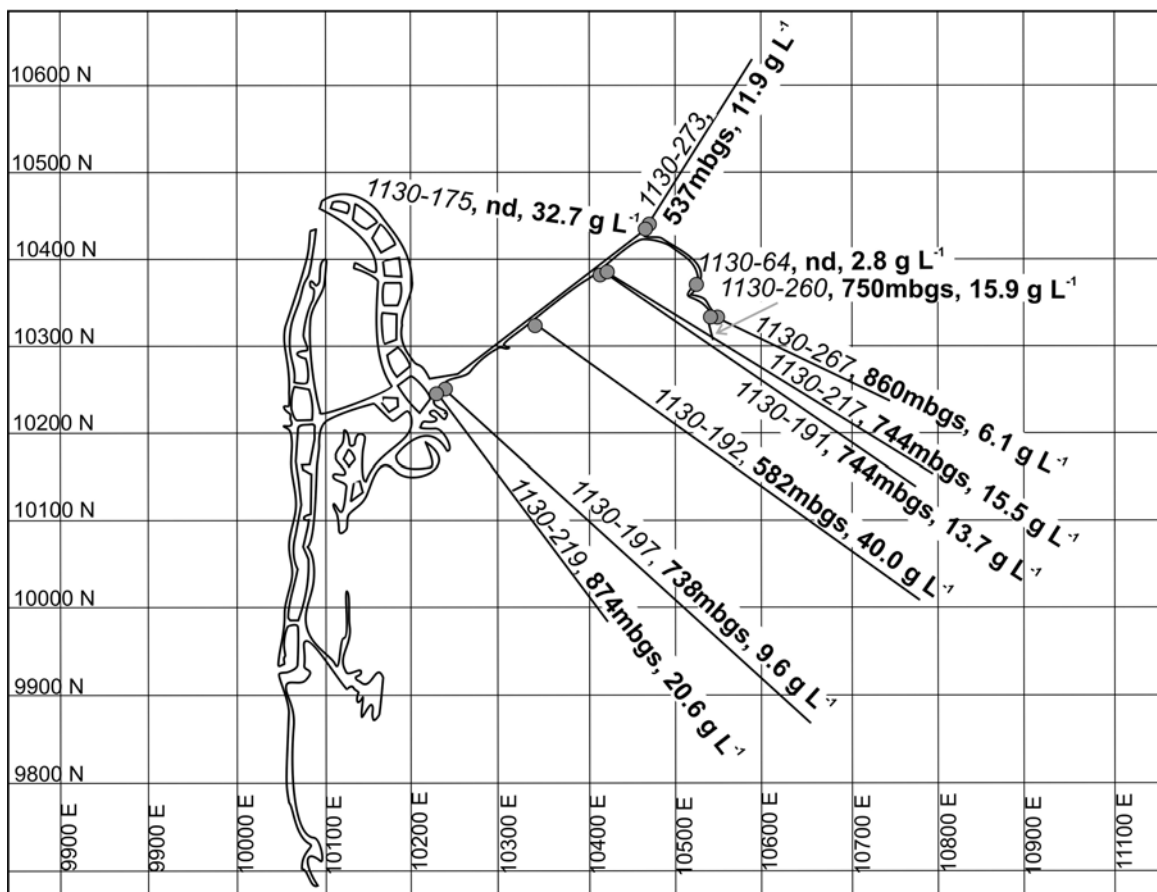 10600 N
10500 N
10400 N
10300 N
10200 N
10100 N
10000 N
9900 N
9800 N
1130-273,
537mbgs, 11.9 g L-1
1130-175, nd, 32.7 g L-1
1130-64, nd, 2.8 g L-1
1130-260, 750mbgs, 15.9 g L-1
1130-267, 860mbgs, 6.1 g L-1
1130-217, 744mbgs, 15.5 g L-1
1130-191, 744mbgs, 13.7 g L-1
1130-192, 582mbgs, 40.0 g L-1
1130-197, 738mbgs, 9.6 g L-1
1130-219, 874mbgs, 20.6 g L-1
9900 E
9900 E
10000 E
10100 E
10200 E
10300 E
10400 E
10500 E
10600 E
10700 E
10800 E
10900 E
11100 E